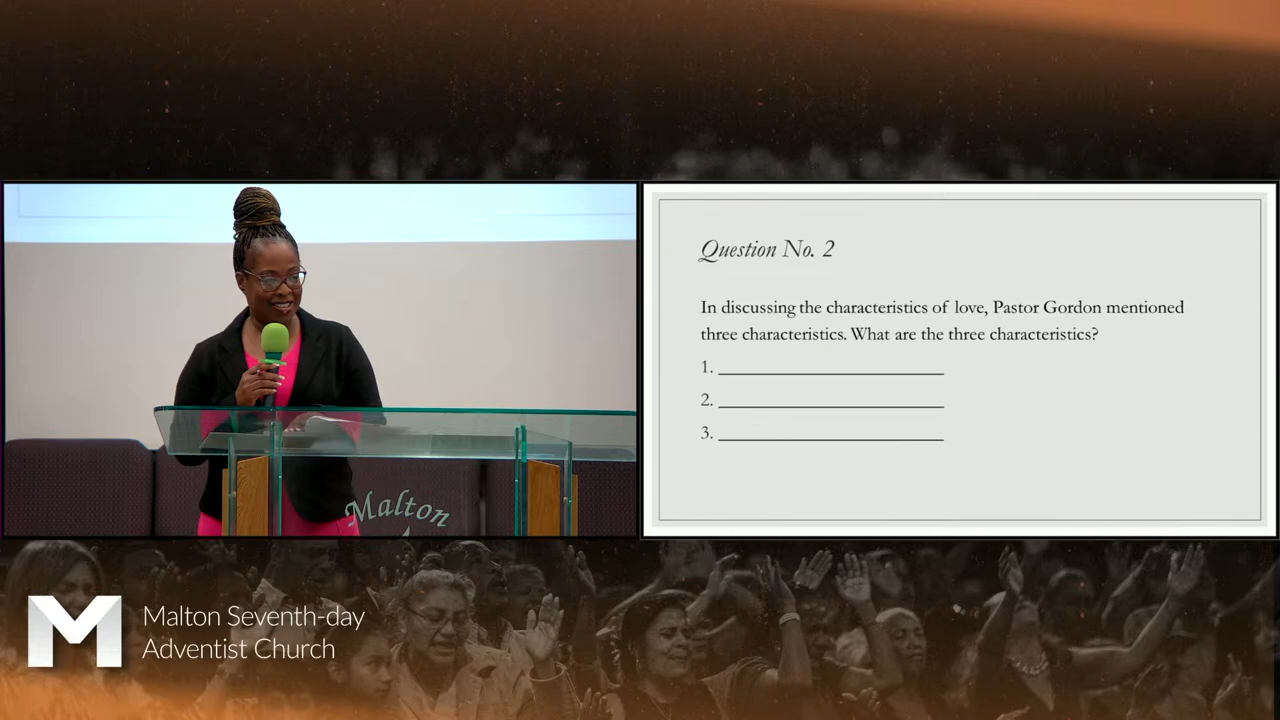 Question No. 2
In discussing the characteristics of love, Pastor Gordon mentioned
three characteristics. What are the three characteristics?
1.
2.
3.
Malton
Malton Seventh-day
Adventist Church